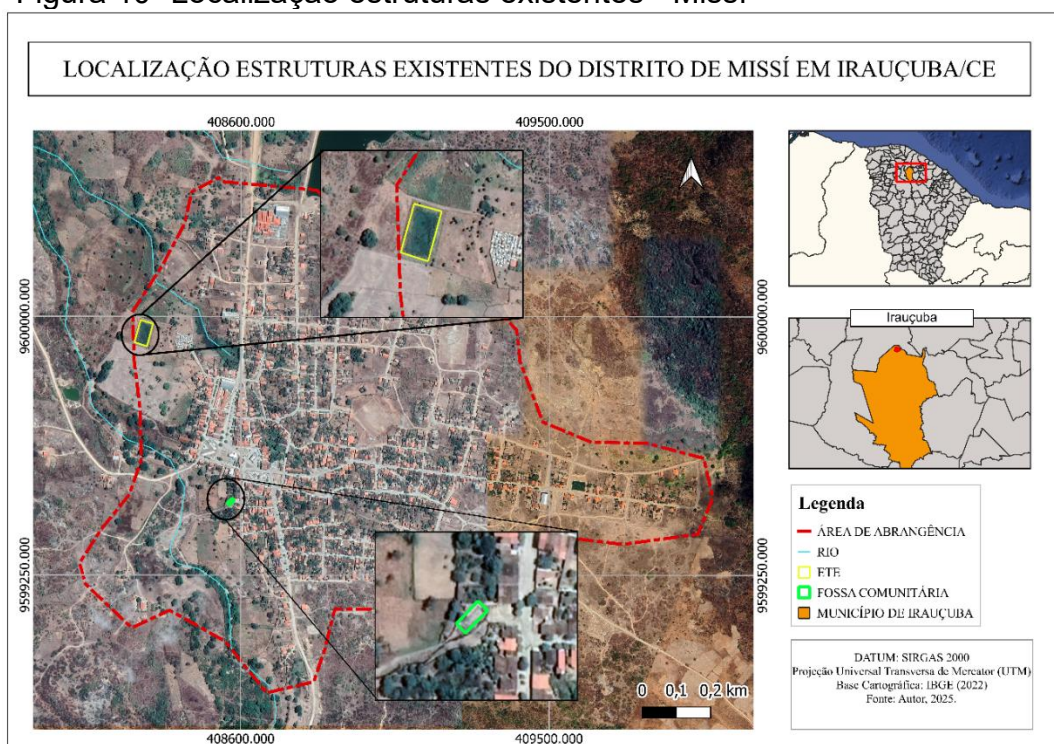 Figura 10- Localização estruturas existentes - Missí
LOCALIZAÇÃO ESTRUTURAS EXISTENTES DO DISTRITO DE MISSÍ EM IRAUÇUBA/CE
408600.000
409500.000
9600000.000
9600000.000
9599250.000
9599250.000
408600.000
409500.000
0 0,1 0,2 km
Irauçuba
Legenda
ÁREA DE ABRANGÊNCIA
RIO
ETE
FOSSA COMUNITÁRIA
MUNICÍPIO DE IRAUÇUBA
DATUM: SIRGAS 2000
Projeção Universal Transversa de Mercator (UTM)
Base Cartográfica: IBGE (2022)
Fonte: Autor, 2025.